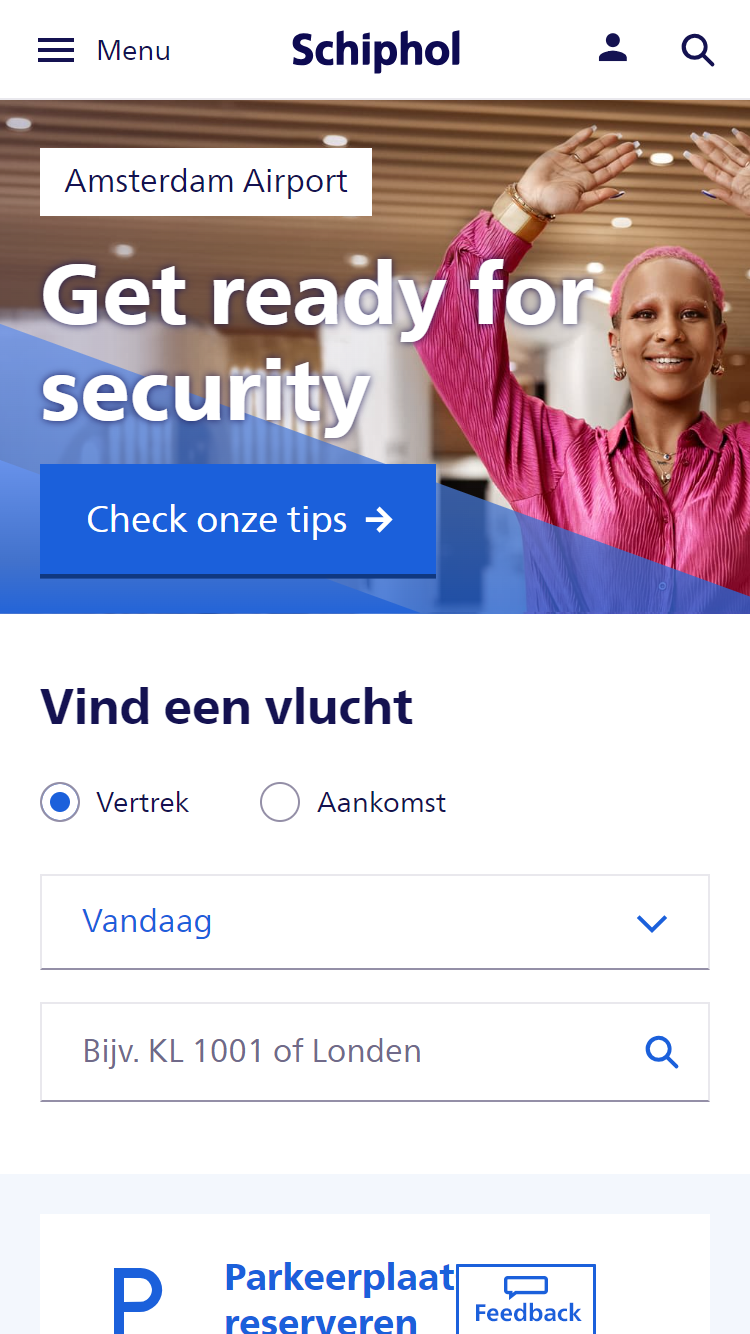 Menu
Schiphol
Amsterdam Airport
Get ready for
security
Check onze tips
Vind een vlucht
Vertrek
Aankomst
Vandaag
Bijv. KL 1001 of Londen
Parkeerplaat
reserveren
Feedback